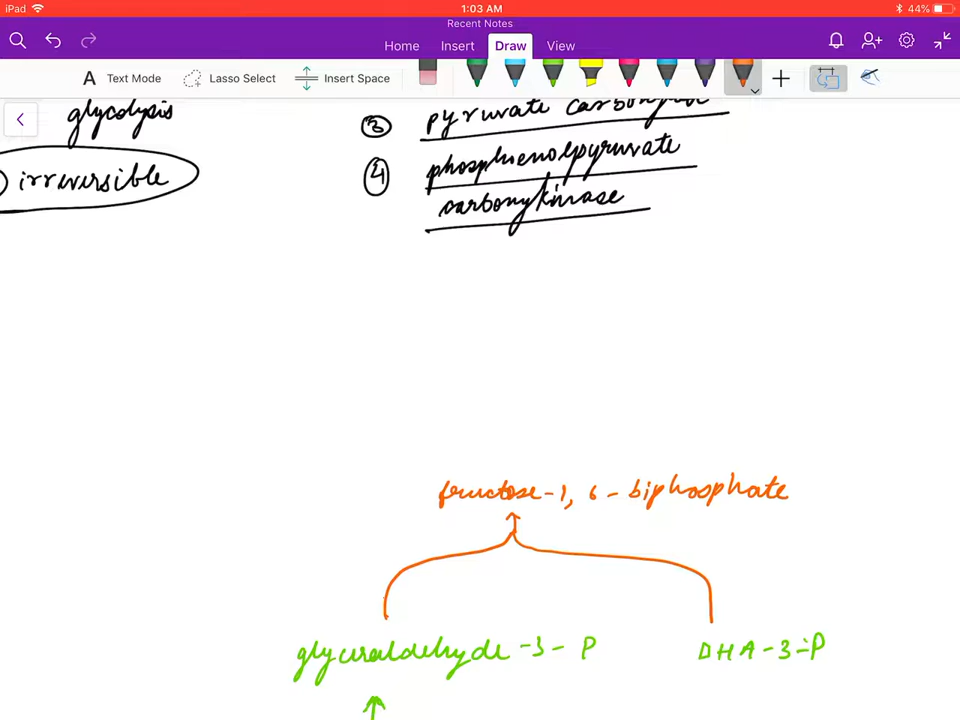 iPad 1:03 AM 44%
Recent Notes
Home Insert Draw View
A Text Mode Lasso Select Insert Space
glycolysis
irreversible
3 pyruvate
4 phosphoenolpyruvate
carboxykinase
fructose-1, 6-biphosphate
glyceraldehyde-3-P DHA-3-P